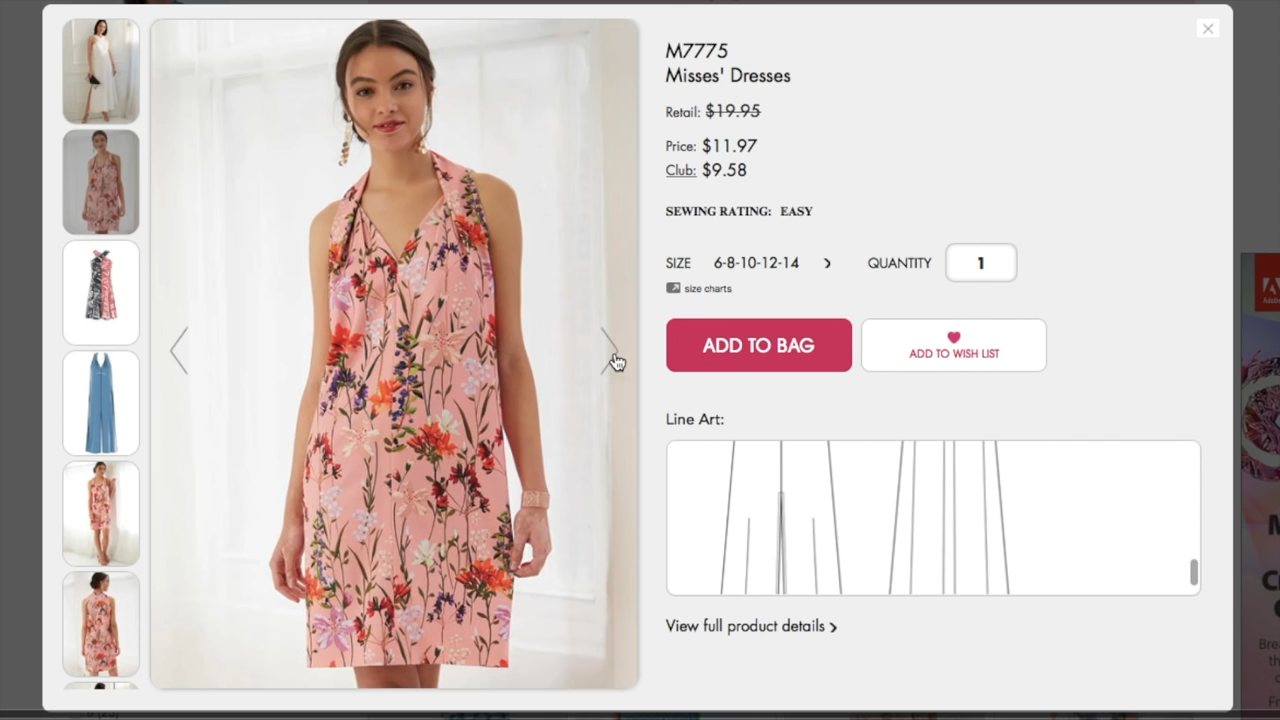 M7775
Misses' Dresses
Retail: $19.95
Price: $11.97
Club: $9.58
SEWING RATING: EASY
SIZE 6-8-10-12-14 › QUANTITY 1
size charts
ADD TO BAG
ADD TO WISH LIST
Line Art:
View full product details ›